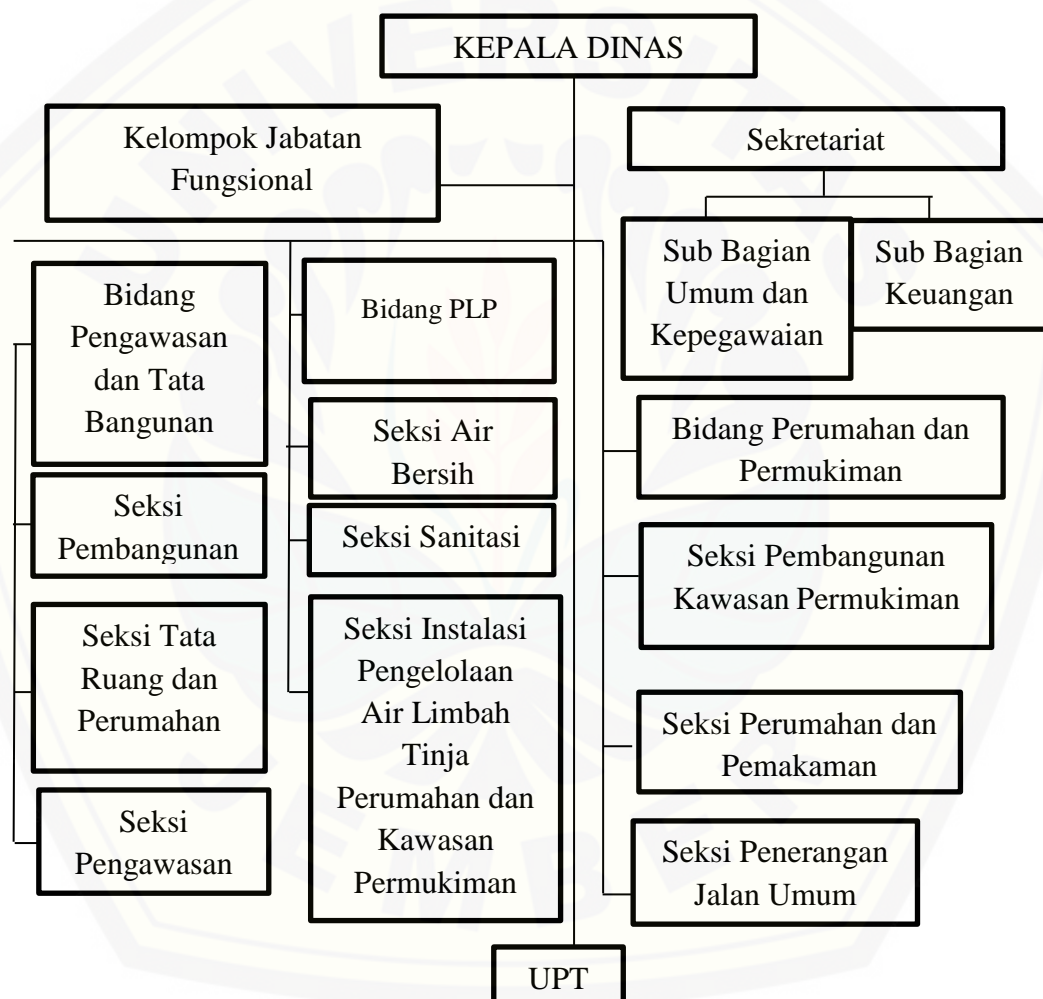 KEPALA DINAS
Kelompok Jabatan
Fungsional
Sekretariat
Sub Bagian
Umum dan
Kepegawaian
Sub Bagian
Keuangan
Bidang
Pengawasan
dan Tata
Bangunan
Bidang PLP
Seksi Air
Bersih
Bidang Perumahan dan
Permukiman
Seksi
Pembangunan
Seksi Sanitasi
Seksi Pembangunan
Kawasan Permukiman
Seksi Tata
Ruang dan
Perumahan
Seksi Instalasi
Pengelolaan
Air Limbah
Tinja
Perumahan dan
Kawasan
Permukiman
Seksi Perumahan dan
Pemakaman
Seksi
Pengawasan
Seksi Penerangan
Jalan Umum
UPT
UNIVERSITAS
JEMBER